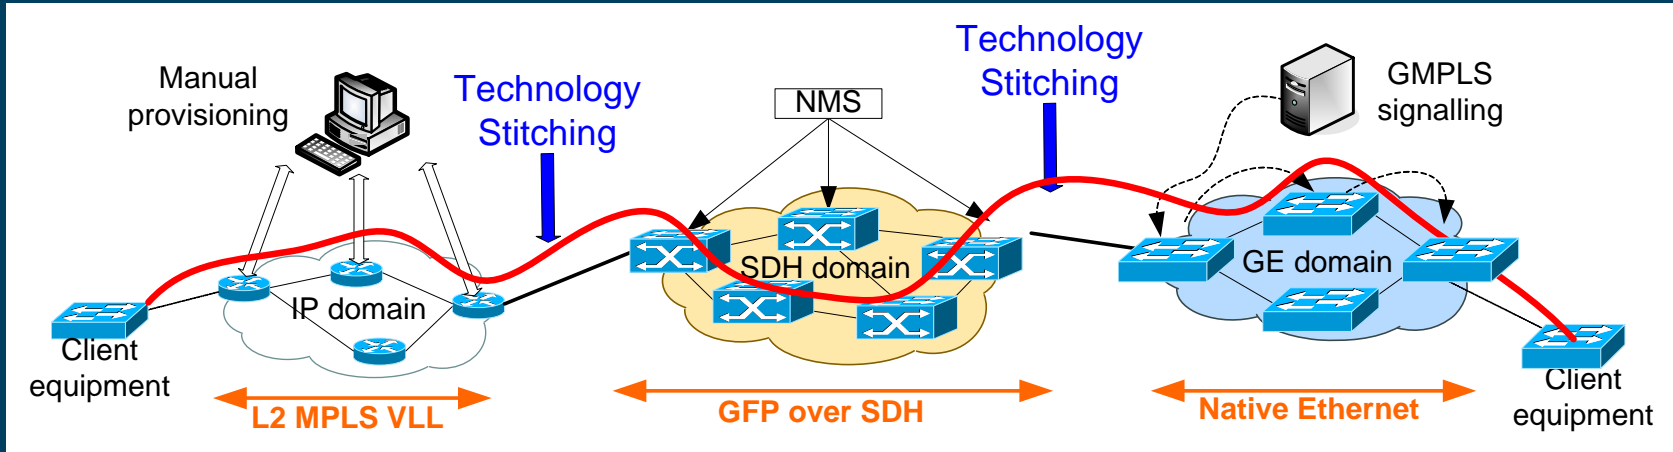 Manual
provisioning
Technology
Stitching
NMS
Technology
Stitching
GMPLS
signalling
IP domain
SDH domain
GE domain
Client
equipment
L2 MPLS VLL
GFP over SDH
Native Ethernet
Client
equipment